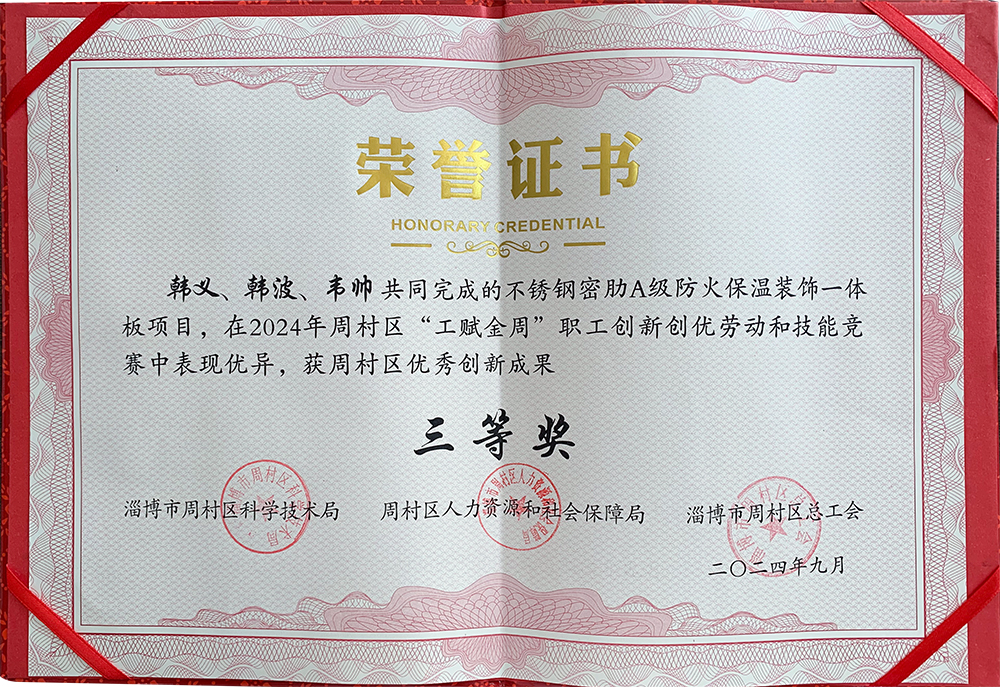 荣誉证书
HONORARY CREDENTIAL
韩义、韩波、韦帅共同完成的不锈钢密肋A级防火保温装饰一体
板项目，在2024年周村区“工赋金周”职工创新创优劳动和技能竞
赛中表现优异，获周村区优秀创新成果
三等奖
淄博市周村区科学技术局 周村区人力资源和社会保障局 淄博市周村区总工会
二〇二四年九月